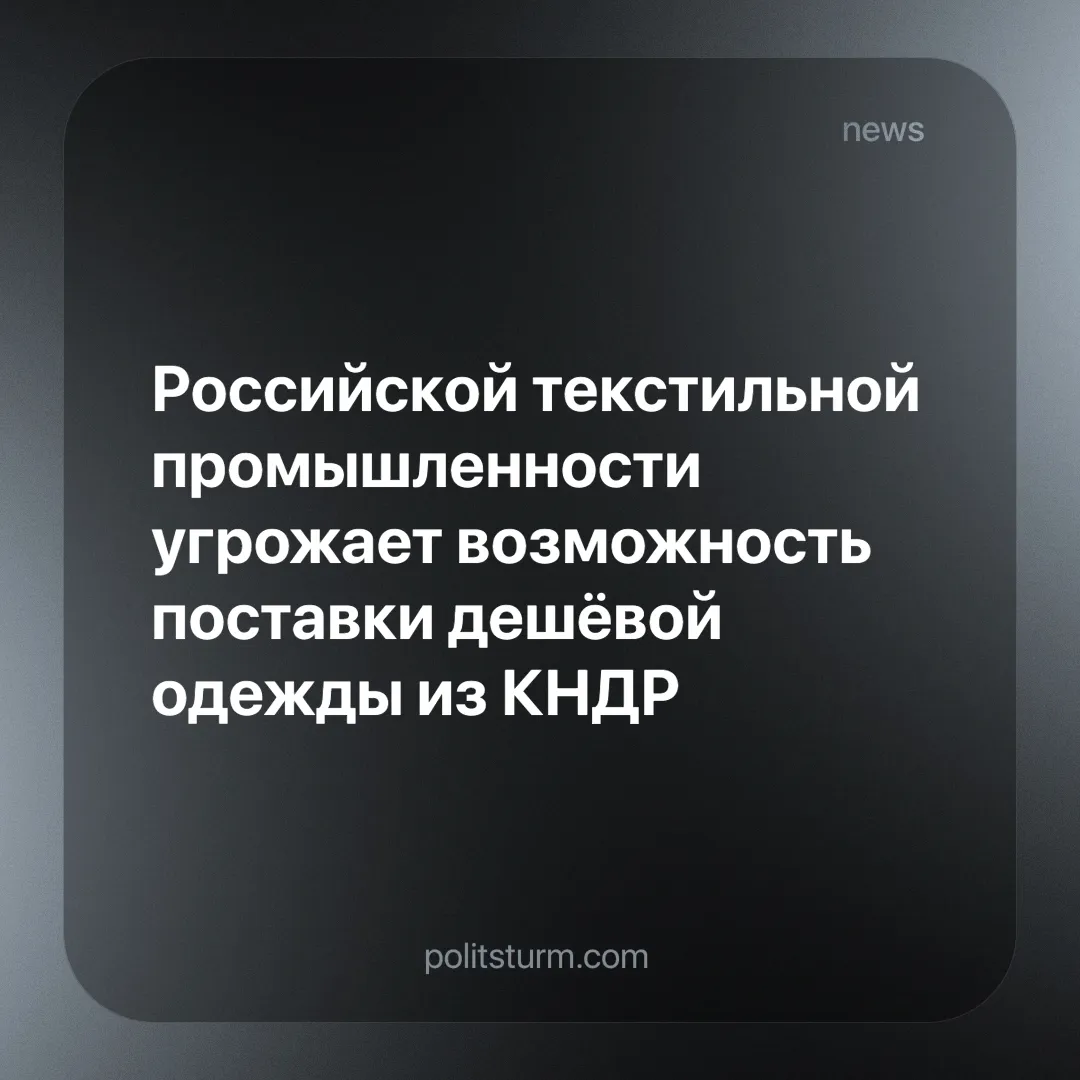 news
Российской текстильной
промышленности
угрожает возможность
поставки дешёвой
одежды из КНДР
politsturm.com